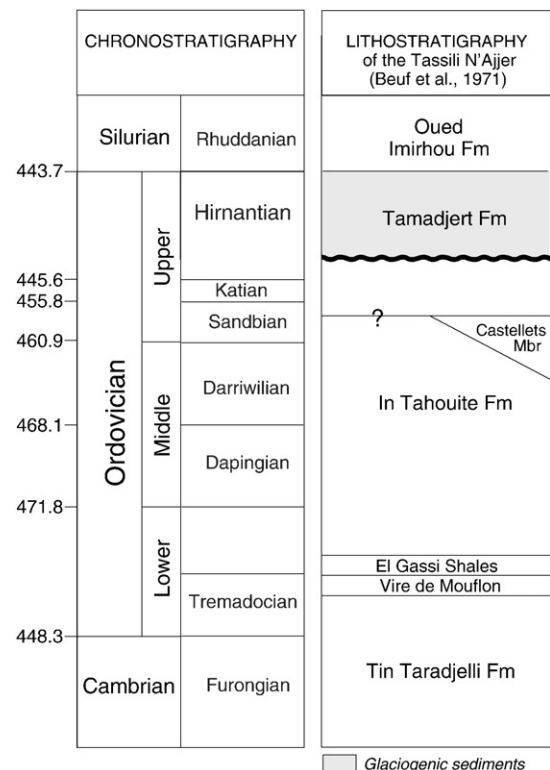 CHRONOSTRATIGRAPHY
LITHOSTRATIGRAPHY
of the Tassili N'Ajjer
(Beuf et al., 1971)
Silurian
Rhuddanian
Oued
Imirhou Fm
443.7
Ordovician
Upper
Hirnantian
Tamadjert Fm
445.6
Katian
455.8
Sandbian
?
Castellets
Mbr
460.9
Middle
Darriwilian
In Tahouite Fm
468.1
Dapingian
471.8
Lower
El Gassi Shales
Vire de Mouflon
Tremadocian
448.3
Cambrian
Furongian
Tin Taradjelli Fm
Glaciogenic sediments